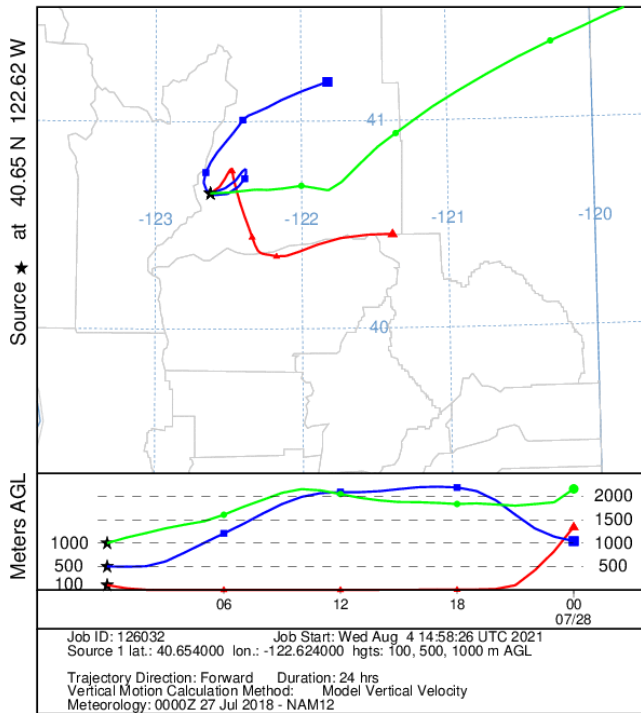 Source ★ at 40.65 N 122.62 W
41
-123
-122
-121
-120
40
Meters AGL
1000
500
100
2000
1500
1000
500
06
12
18
00
07/28
Job ID: 126032 Job Start: Wed Aug 4 14:58:26 UTC 2021
Source 1 lat.: 40.654000 lon.: -122.624000 hgts: 100, 500, 1000 m AGL
Trajectory Direction: Forward Duration: 24 hrs
Vertical Motion Calculation Method: Model Vertical Velocity
Meteorology: 0000Z 27 Jul 2018 - NAM12